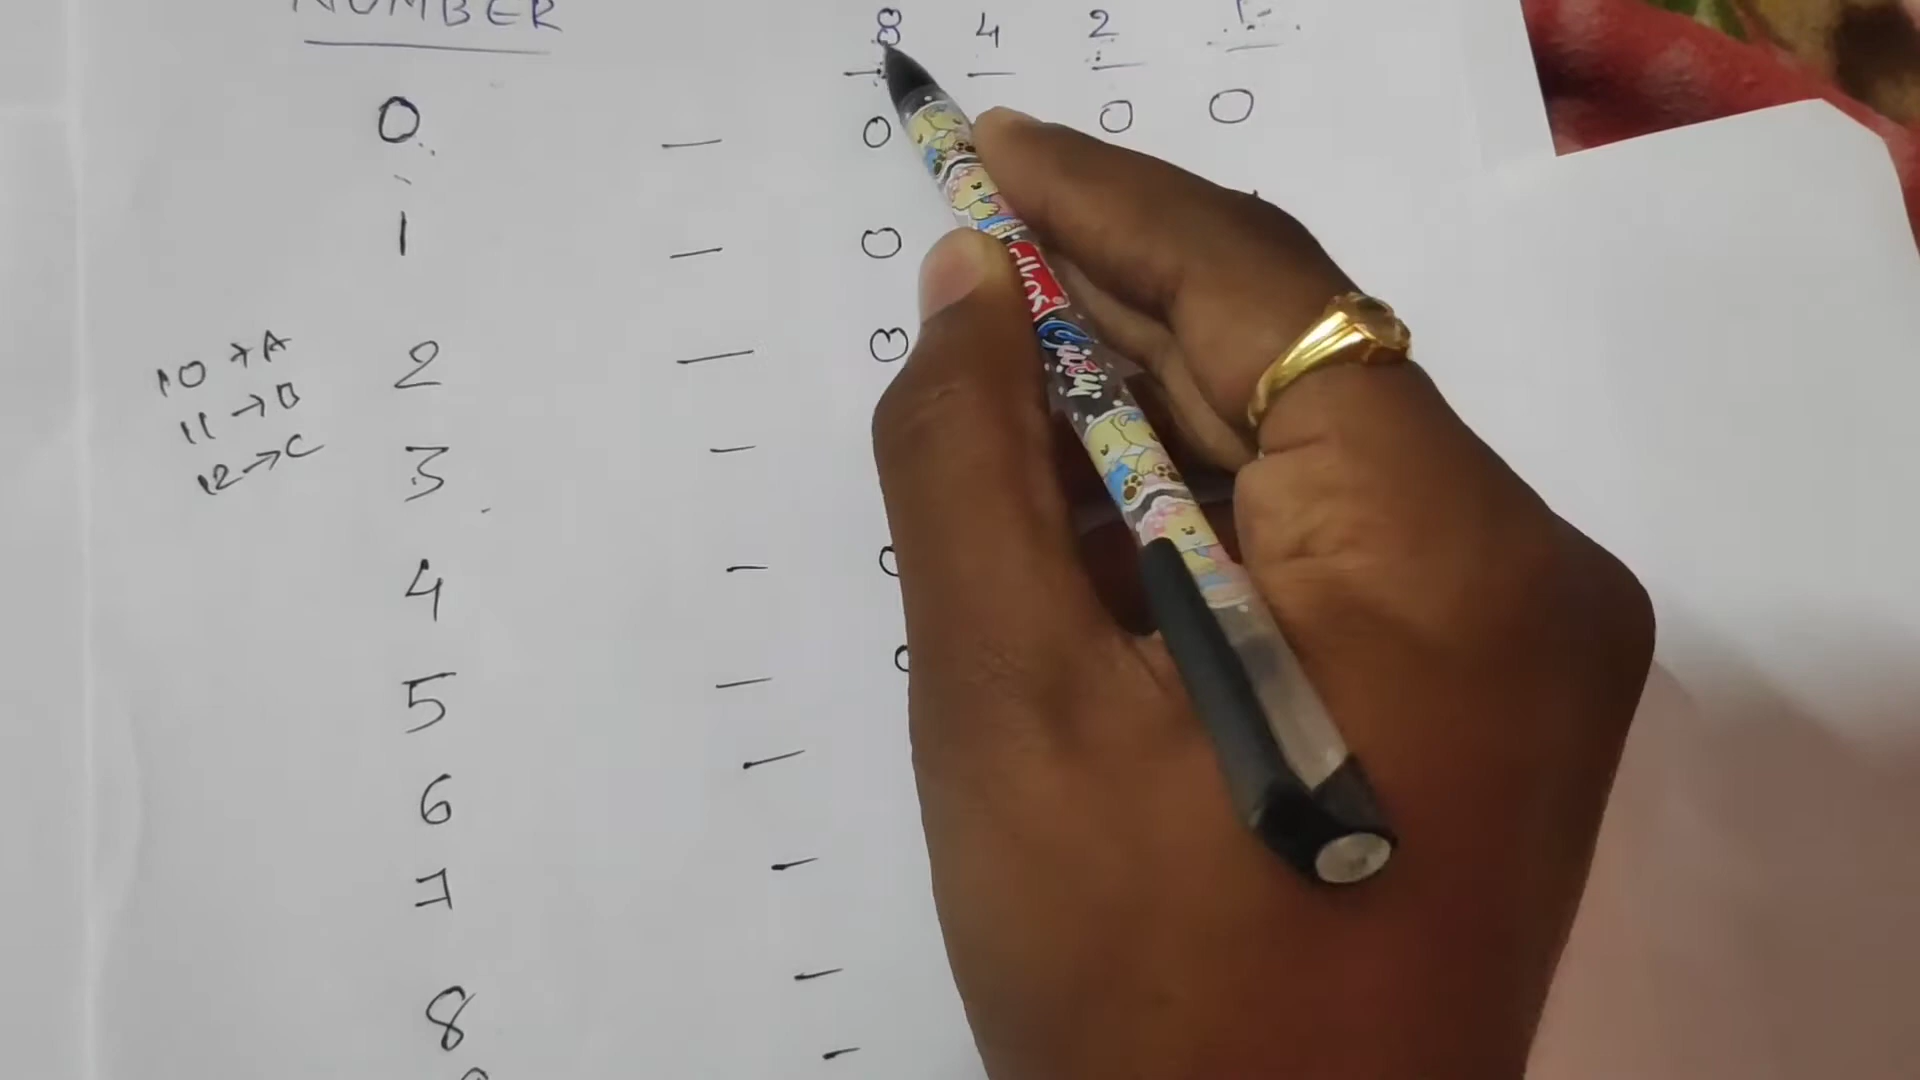 NUMBER 8 4 2 1
0 — 0 0 0
1 — 0
10 → A
2 — 0
11 → B
12 → C
3 —
4 — 0
5 — 0
6 —
7 —
8 —